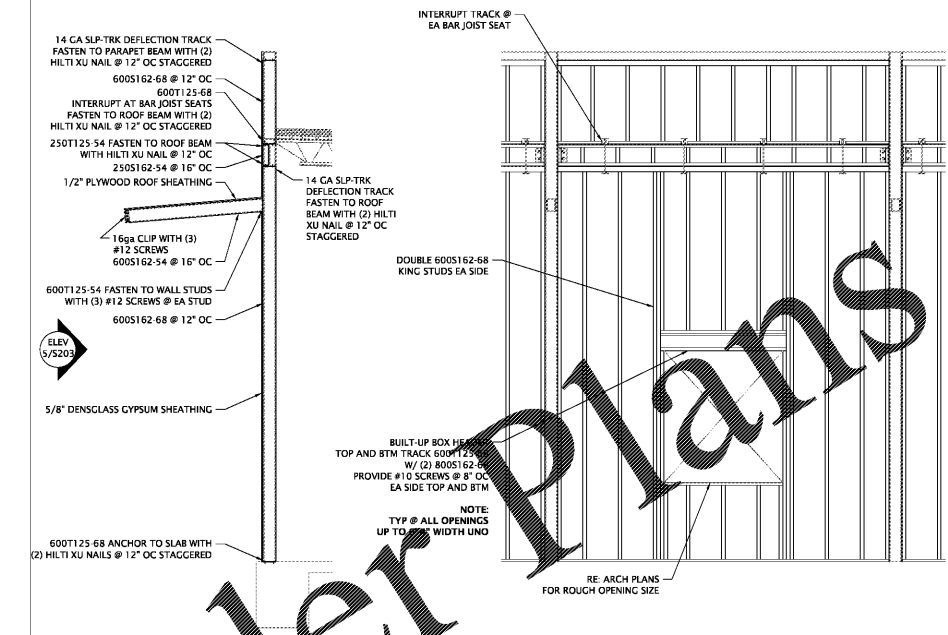 INTERRUPT TRACK @
EA BAR JOIST SEAT
14 GA SLP-TRK DEFLECTION TRACK
FASTEN TO PARAPET BEAM WITH (2)
HILTI XU NAIL @ 12" OC STAGGERED
600S162-68 @ 12" OC
600T125-68
INTERRUPT AT BAR JOIST SEATS
FASTEN TO ROOF BEAM WITH (2)
HILTI XU NAIL @ 12" OC STAGGERED
250T125-54 FASTEN TO ROOF BEAM
WITH HILTI XU NAIL @ 12" OC
250S162-54 @ 16" OC
1/2" PLYWOOD ROOF SHEATHING
14 GA SLP-TRK
DEFLECTION TRACK
FASTEN TO ROOF
BEAM WITH (2) HILTI
XU NAIL @ 12" OC
STAGGERED
16ga CLIP WITH (3)
#12 SCREWS
600S162-54 @ 16" OC
600T125-54 FASTEN TO WALL STUDS
WITH (3) #12 SCREWS @ EA STUD
600S162-68 @ 12" OC
ELEV
5/S203
5/8" DENSGLASS GYPSUM SHEATHING
600T125-68 ANCHOR TO SLAB WITH
(2) HILTI XU NAILS @ 12" OC STAGGERED
DOUBLE 600S162-68
KING STUDS EA SIDE
BUILT-UP BOX HEADER
TOP AND BTM TRACK
W/ (2)
PROVIDE #10 SCREWS @ 8" OC
EA SIDE TOP AND BTM
NOTE:
TYP @ ALL OPENINGS
UP TO WIDTH UNO
RE: ARCH PLANS
FOR ROUGH OPENING SIZE
Plans